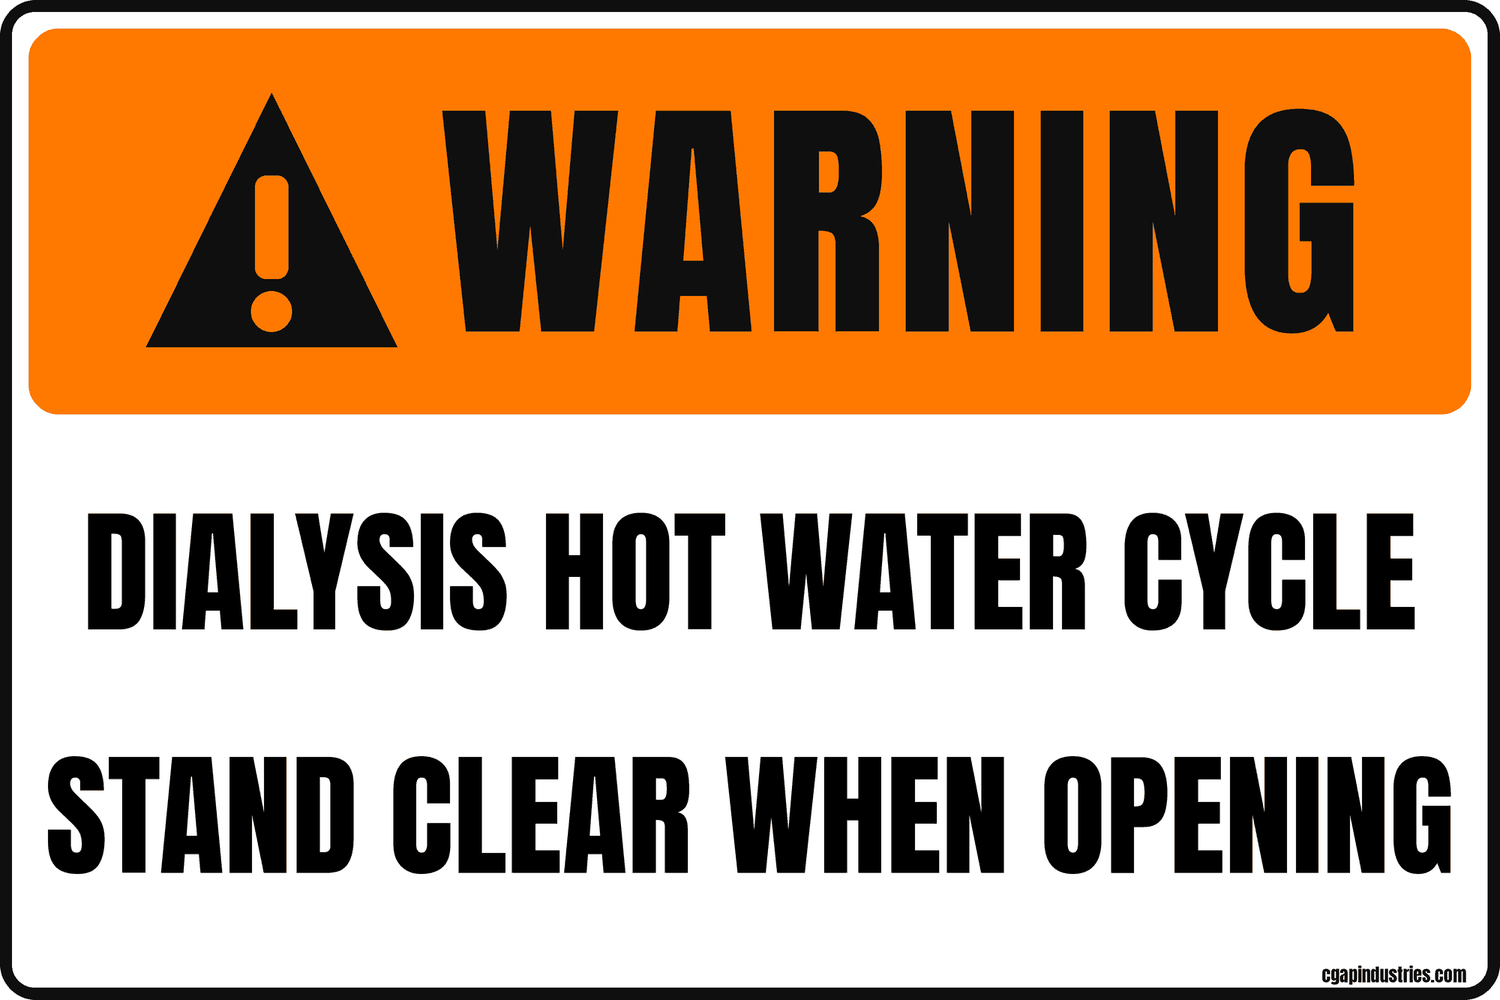 WARNING
DIALYSIS HOT WATER CYCLE
STAND CLEAR WHEN OPENING
cgapindustries.com